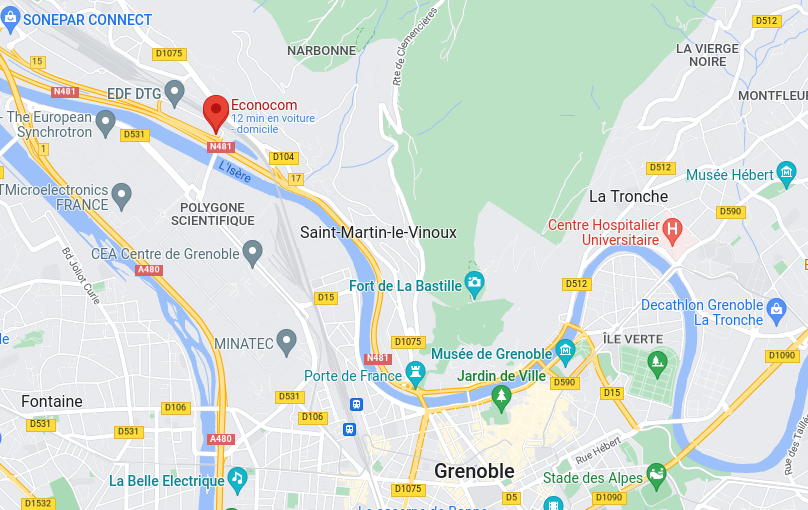 SONEPAR CONNECT
D512
D1075
NARBONNE
Rte de Clémencières
LA VIERGE
NOIRE
15
N481
EDF DTG
Econocom
12 min en voiture
- domicile
MONTFLEUR
- The European
Synchrotron
D531
N481
1
D104
L'Isère
17
D512
Musée Hébert
TMicroelectronics
FRANCE
La Tronche
D590
POLYGONE
SCIENTIFIQUE
Saint-Martin-le-Vinoux
Centre Hospitalier
Universitaire
H
CEA Centre de Grenoble
A480
Bd Joliot Curie
D15
Fort de La Bastille
D512
Decathlon Grenoble
La Tronche
le
MINATEC
D1075
ÎLE VERTE
N481
Musée de Grenoble
D1090
Porte de France
Jardin de Ville
D590
D15
Fontaine
D106
D531
D106
D531
D531
A480
Rue Hébert
Rue des Taillées
Grenoble
La Belle Electrique
Stade des Alpes
D1075
D5
D1090
D1532